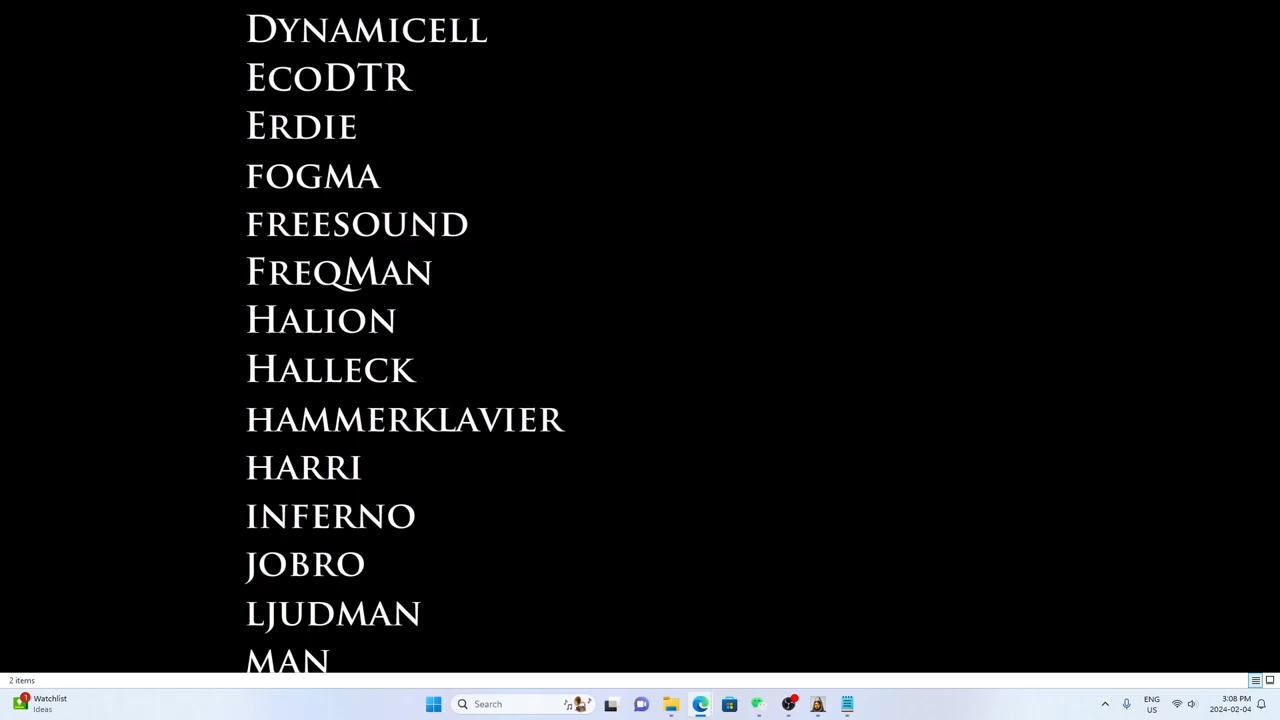 Dynamicell
EcoDTR
Erdie
fogma
freesound
FreqMan
Halion
Halleck
hammerklavier
harri
inferno
jobro
ljudman
man
2 items
1
Watchlist
Ideas
Search
ENG
US
3:08 PM
2024-02-04